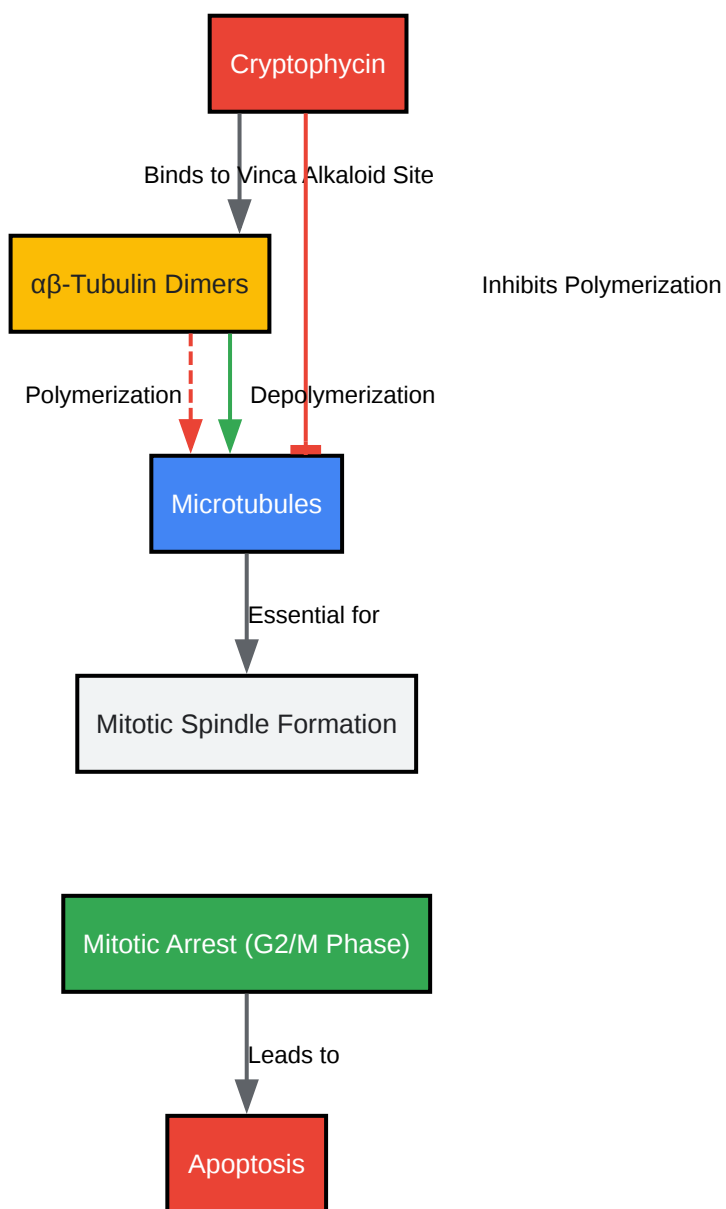 Cryptophycin
Binds to Vinca Alkaloid Site
αβ-Tubulin Dimers
Inhibits Polymerization
Polymerization
Depolymerization
Microtubules
Essential for
Mitotic Spindle Formation
Mitotic Arrest (G2/M Phase)
Leads to
Apoptosis